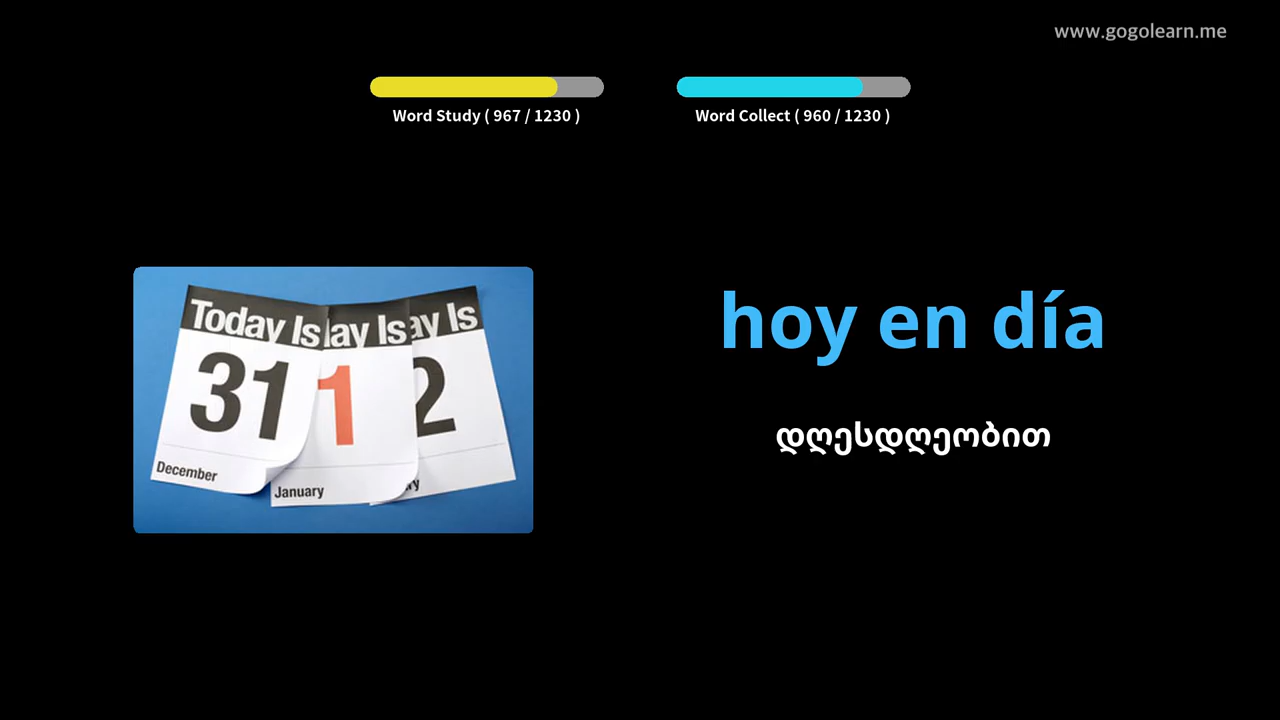 www.gogolearn.me
Word Study ( 967 / 1230 )
Word Collect ( 960 / 1230 )
Today Is
day Is
ay Is
31
1
2
December
January
ry
hoy en día
დღესდღეობით